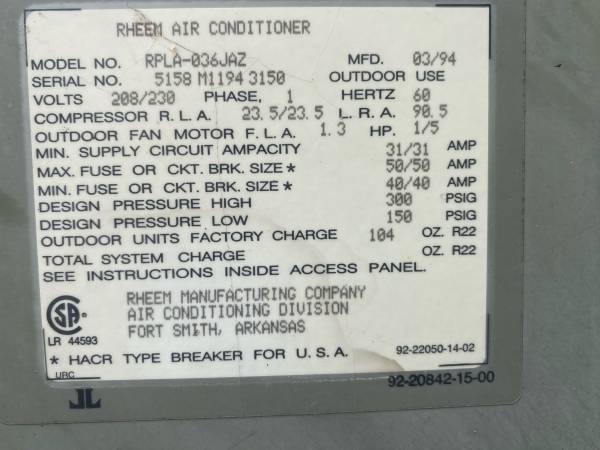 RHEEM AIR CONDITIONER
MODEL NO. RPLA-036JAZ MFD. 03/94
SERIAL NO. 5158 M1194 3150 OUTDOOR USE
VOLTS 208/230 PHASE, 1 HERTZ 60
COMPRESSOR R.L.A. 23.5/23.5 L.R.A. 90.5
OUTDOOR FAN MOTOR F.L.A. 1.3 HP. 1/5
MIN. SUPPLY CIRCUIT AMPACITY 31/31 AMP
MAX. FUSE OR CKT. BRK. SIZE* 50/50 AMP
MIN. FUSE OR CKT. BRK. SIZE* 40/40 AMP
DESIGN PRESSURE HIGH 300 PSIG
DESIGN PRESSURE LOW 150 PSIG
OUTDOOR UNITS FACTORY CHARGE 104 OZ. R22
TOTAL SYSTEM CHARGE OZ. R22
SEE INSTRUCTIONS INSIDE ACCESS PANEL.
RHEEM MANUFACTURING COMPANY
AIR CONDITIONING DIVISION
FORT SMITH, ARKANSAS
SA
LR 44593
* HACR TYPE BREAKER FOR U.S.A. 92-22050-14-02
URC
92-20842-15-00